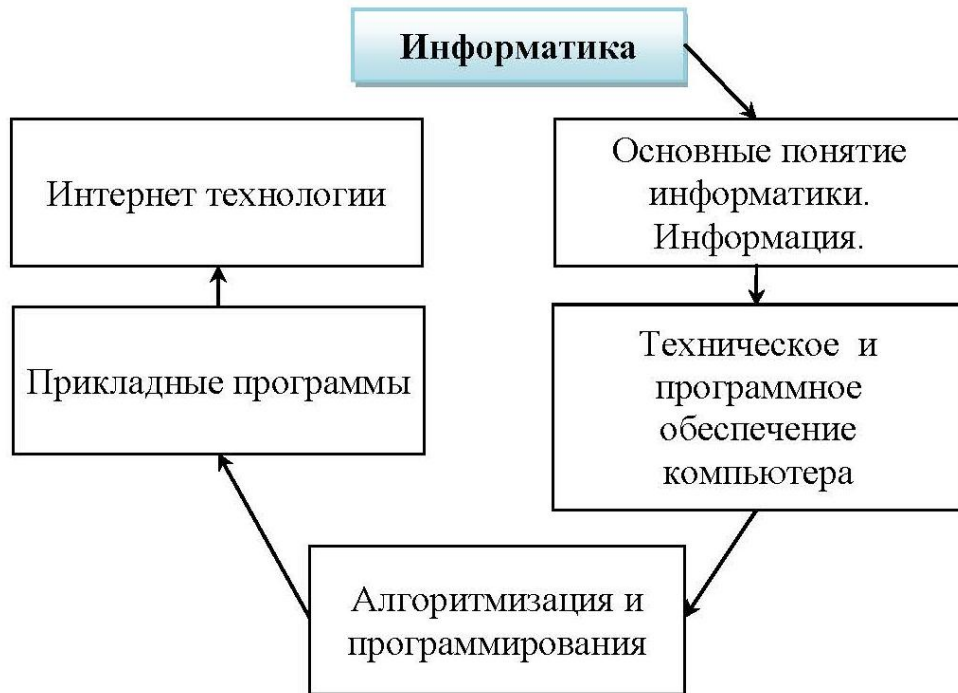 Информатика
Основные понятие
информатики.
Информация.
Техническое и
программное
обеспечение
компьютера
Алгоритмизация и
программирования
Прикладные программы
Интернет технологии